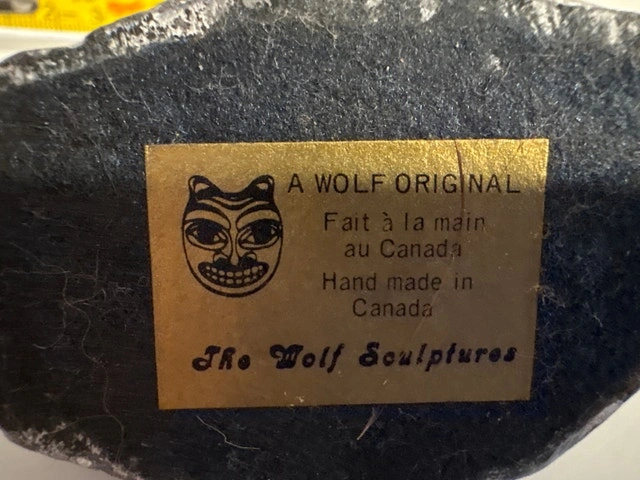 A WOLF ORIGINAL
Fait à la main
au Canada
Hand made in
Canada
The Wolf Sculptures